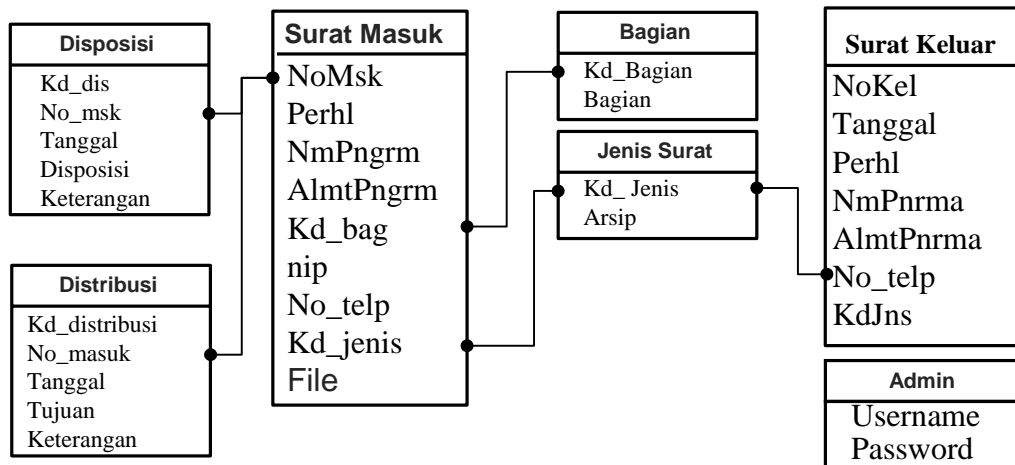 Disposisi
Kd_dis
No_msk
Tanggal
Disposisi
Keterangan
Distribusi
Kd_distribusi
No_masuk
Tanggal
Tujuan
Keterangan
Surat Masuk
NoMsk
Perhl
NmPngrm
AlmtPngrm
Kd_bag
nip
No_telp
Kd_jenis
File
Bagian
Kd_Bagian
Bagian
Jenis Surat
Kd_ Jenis
Arsip
Surat Keluar
NoKel
Tanggal
Perhl
NmPnrma
AlmtPnrma
No_telp
KdJns
Admin
Username
Password